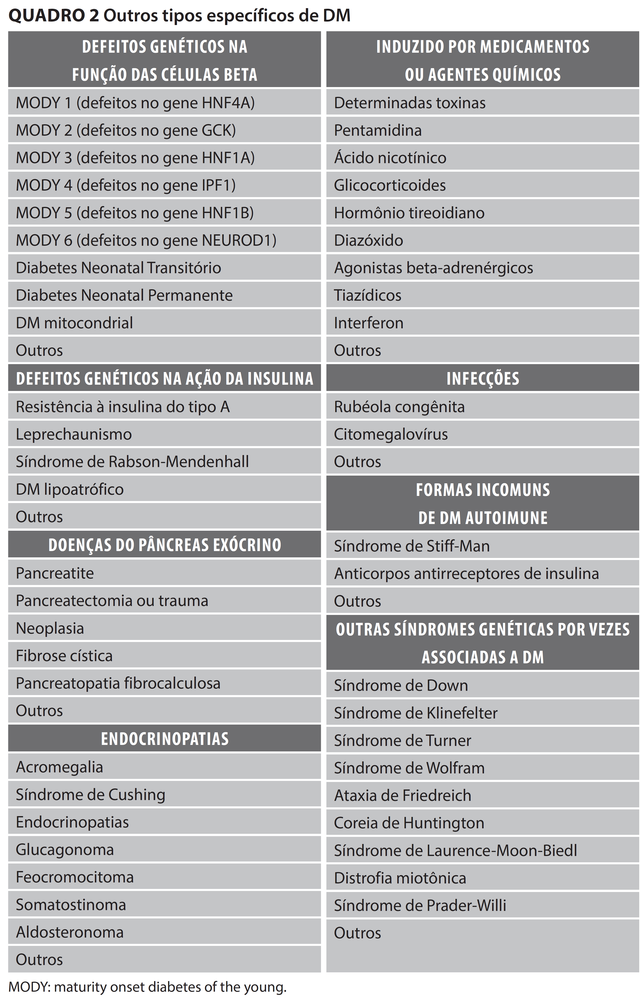 QUADRO 2 Outros tipos específicos de DM
DEFEITOS GENÉTICOS NA
FUNÇÃO DAS CÉLULAS BETA
MODY 1 (defeitos no gene HNF4A)
MODY 2 (defeitos no gene GCK)
MODY 3 (defeitos no gene HNF1A)
MODY 4 (defeitos no gene IPF1)
MODY 5 (defeitos no gene HNF1B)
MODY 6 (defeitos no gene NEUROD1)
Diabetes Neonatal Transitório
Diabetes Neonatal Permanente
DM mitocondrial
Outros
DEFEITOS GENÉTICOS NA AÇÃO DA INSULINA
Resistência à insulina do tipo A
Leprechaunismo
Síndrome de Rabson-Mendenhall
DM lipoatrófico
Outros
DOENÇAS DO PÂNCREAS EXÓCRINO
Pancreatite
Pancreatectomia ou trauma
Neoplasia
Fibrose cística
Pancreatopatia fibrocalculosa
Outros
ENDOCRINOPATIAS
Acromegalia
Síndrome de Cushing
Endocrinopatias
Glucagonoma
Feocromocitoma
Somatostinoma
Aldosteronoma
Outros
INDUZIDO POR MEDICAMENTOS
OU AGENTES QUÍMICOS
Determinadas toxinas
Pentamidina
Ácido nicotínico
Glicocorticoides
Hormônio tireoidiano
Diazóxido
Agonistas beta-adrenérgicos
Tiazídicos
Interferon
Outros
INFECÇÕES
Rubéola congênita
Citomegalovírus
Outros
FORMAS INCOMUNS
DE DM AUTOIMUNE
Síndrome de Stiff-Man
Anticorpos antirreceptores de insulina
Outros
OUTRAS SÍNDROMES GENÉTICAS POR VEZES
ASSOCIADAS A DM
Síndrome de Down
Síndrome de Klinefelter
Síndrome de Turner
Síndrome de Wolfram
Ataxia de Friedreich
Coreia de Huntington
Síndrome de Laurence-Moon-Biedl
Distrofia miotônica
Síndrome de Prader-Willi
Outros
MODY: maturity onset diabetes of the young.